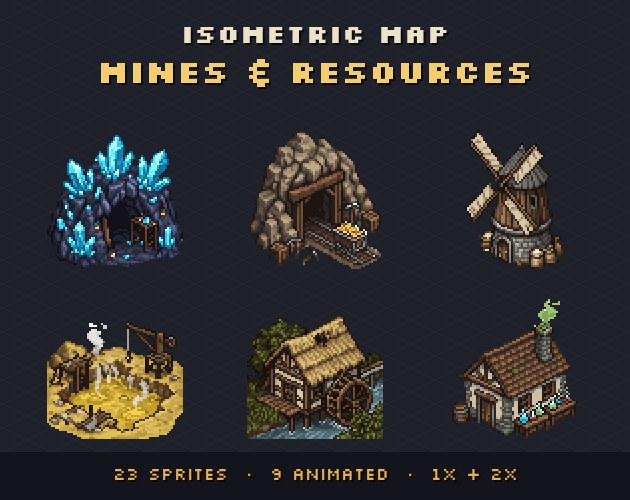 ISOMETRIC MAP
MINES & RESOURCES
23 SPRITES · 9 ANIMATED · 1X + 2X